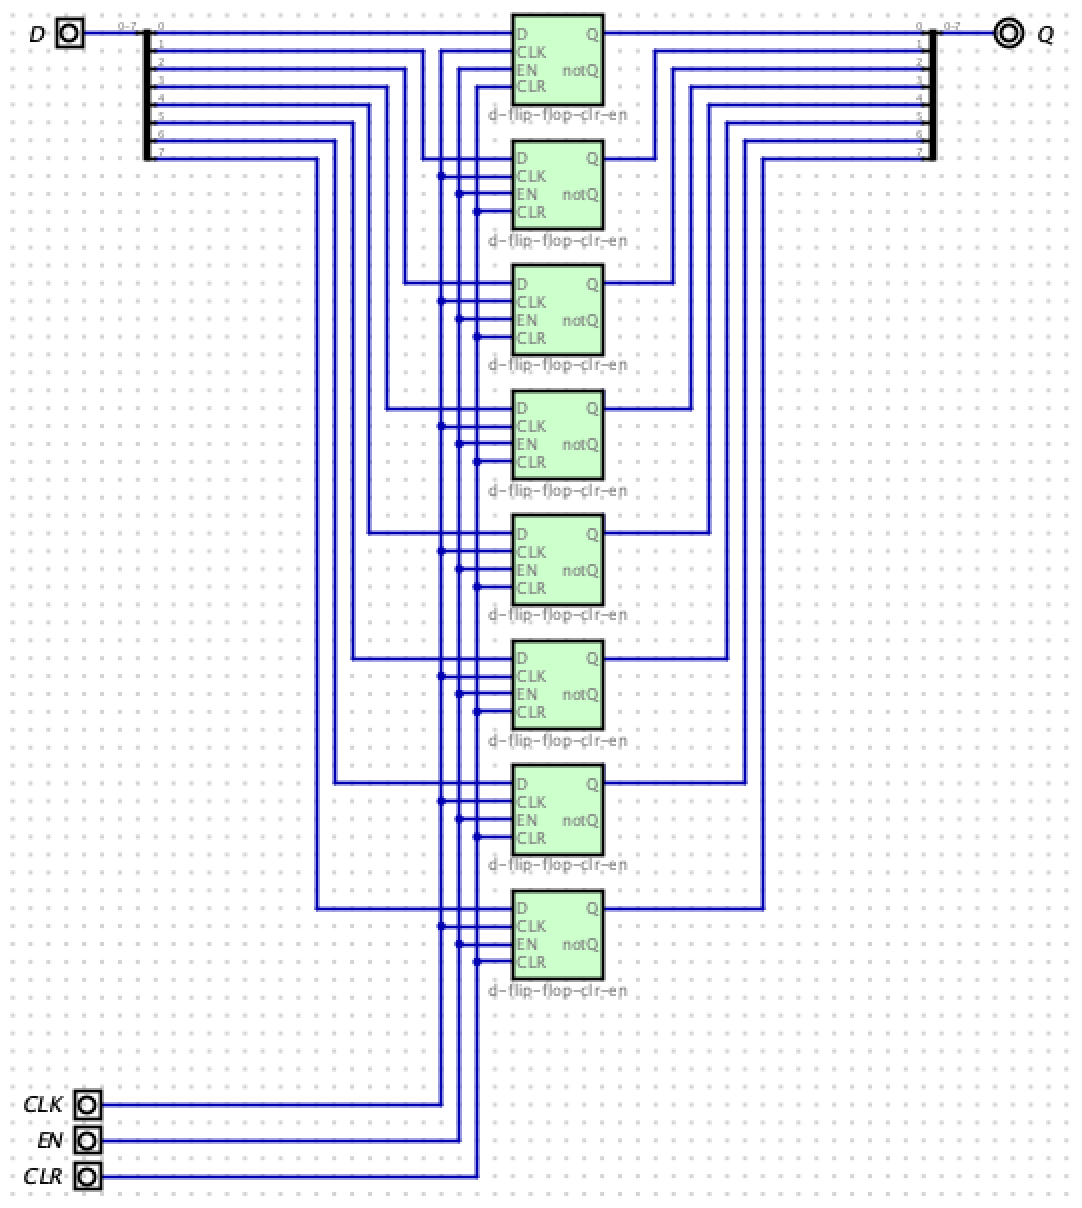 D 0-7 0 D Q 0 0-7 Q
1 CLK 1
2 EN notQ 2
3 CLR 3
4 d-flip-flop-clr-en 4
5 5
6 6
7 D Q 7
CLK
EN notQ
CLR
d-flip-flop-clr-en
D Q
CLK
EN notQ
CLR
d-flip-flop-clr-en
D Q
CLK
EN notQ
CLR
d-flip-flop-clr-en
D Q
CLK
EN notQ
CLR
d-flip-flop-clr-en
D Q
CLK
EN notQ
CLR
d-flip-flop-clr-en
D Q
CLK
EN notQ
CLR
d-flip-flop-clr-en
D Q
CLK
EN notQ
CLR
d-flip-flop-clr-en
CLK
EN
CLR